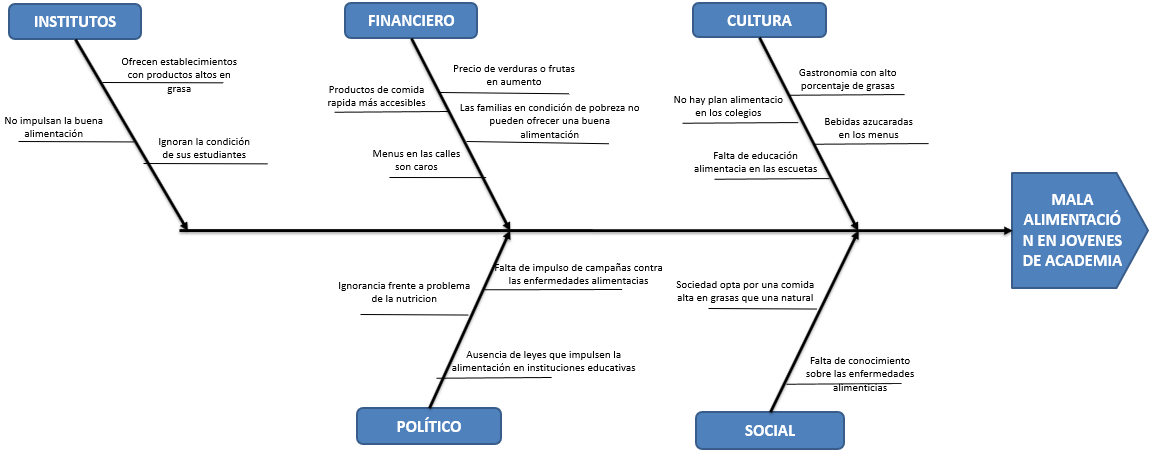 INSTITUTOS
Ofrecen establecimientos
con productos altos en
grasa
No impulsan la buena
alimentación
Ignoran la condición
de sus estudiantes
FINANCIERO
Precio de verduras o frutas
en aumento
Productos de comida
rapida más accesibles
Las familias en condición de pobreza no
pueden ofrecer una buena
alimentación
Menus en las calles
son caros
CULTURA
Gastronomia con alto
porcentaje de grasas
No hay plan alimentacio
en los colegios
Bebidas azucaradas
en los menus
Falta de educación
alimentacia en las escuetas
MALA
ALIMENTACIÓ
N EN JOVENES
DE ACADEMIA
Falta de impulso de campañas contra
las enfermedades alimentacias
Ignorancia frente a problema
de la nutricion
Ausencia de leyes que impulsen la
alimentación en instituciones educativas
POLÍTICO
Sociedad opta por una comida
alta en grasas que una natural
Falta de conocimiento
sobre las enfermedades
alimenticias
SOCIAL